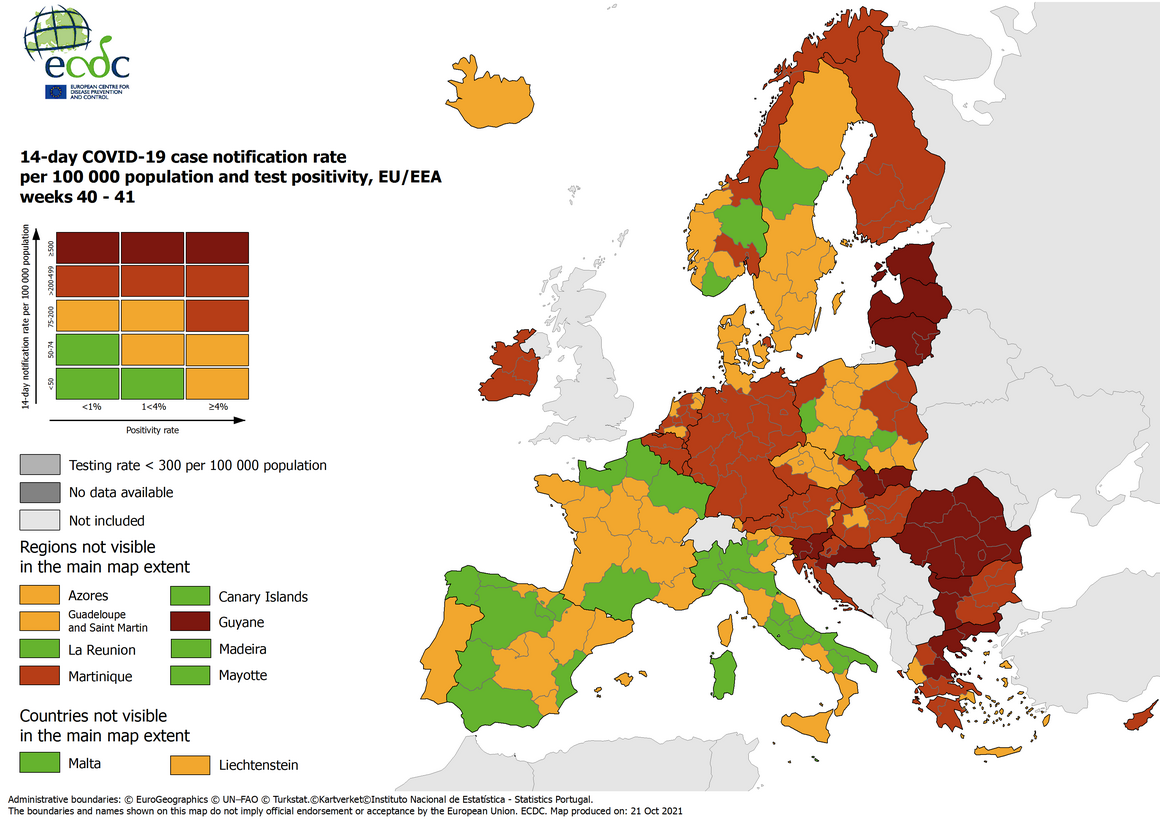 ecdc
EUROPEAN CENTRE FOR
DISEASE PREVENTION
AND CONTROL
14-day COVID-19 case notification rate
per 100 000 population and test positivity, EU/EEA
weeks 40 - 41
14-day notification rate per 100 000 population
≥500
>200-499
75-200
50-74
<50
<1%
1<4%
≥4%
Positivity rate
Testing rate < 300 per 100 000 population
No data available
Not included
Regions not visible
in the main map extent
Azores
Canary Islands
Guadeloupe
and Saint Martin
Guyane
La Reunion
Madeira
Martinique
Mayotte
Countries not visible
in the main map extent
Malta
Liechtenstein
Administrative boundaries: © EuroGeographics © UN–FAO © Turkstat.©Kartverket©Instituto Nacional de Estatística - Statistics Portugal.
The boundaries and names shown on this map do not imply official endorsement or acceptance by the European Union. ECDC. Map produced on: 21 Oct 2021